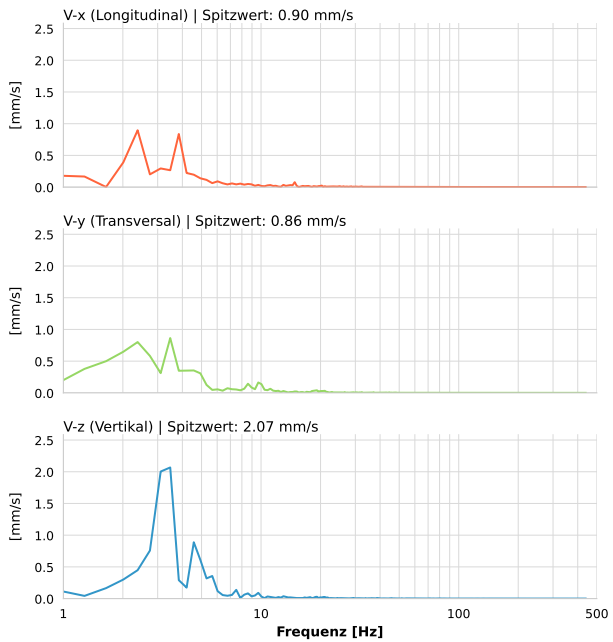 V-x (Longitudinal) | Spitzwert: 0.90 mm/s
2.5
2.0
1.5
1.0
0.5
0.0
[mm/s]
V-y (Transversal) | Spitzwert: 0.86 mm/s
2.5
2.0
1.5
1.0
0.5
0.0
[mm/s]
V-z (Vertikal) | Spitzwert: 2.07 mm/s
2.5
2.0
1.5
1.0
0.5
0.0
[mm/s]
1 10 100 500
Frequenz [Hz]